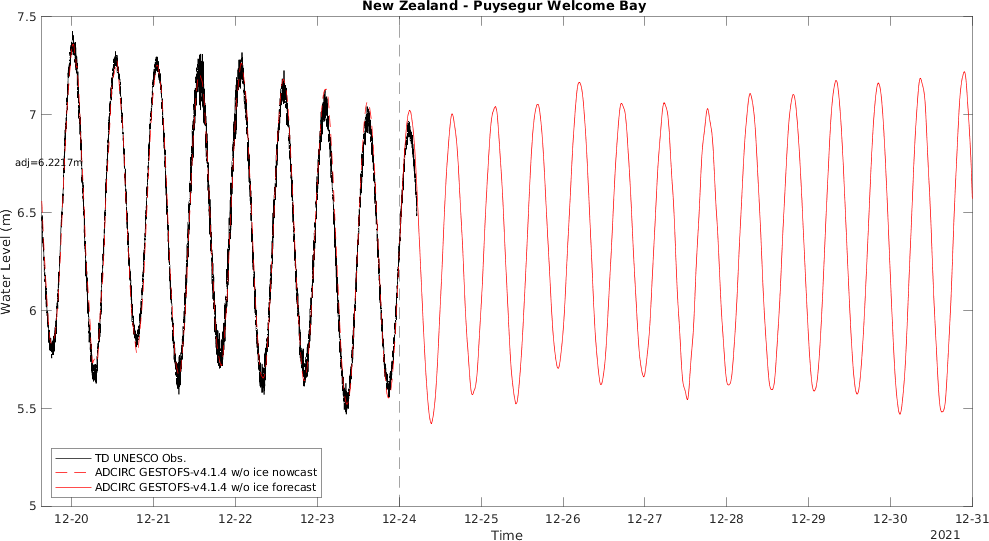 New Zealand - Puysegur Welcome Bay
7.5
7
adj=6.2217m
6.5
6
5.5
5
Water Level (m)
TD UNESCO Obs.
ADCIRC GESTOFS-v4.1.4 w/o ice nowcast
ADCIRC GESTOFS-v4.1.4 w/o ice forecast
12-20 12-21 12-22 12-23 12-24 12-25 12-26 12-27 12-28 12-29 12-30 12-31
Time
2021